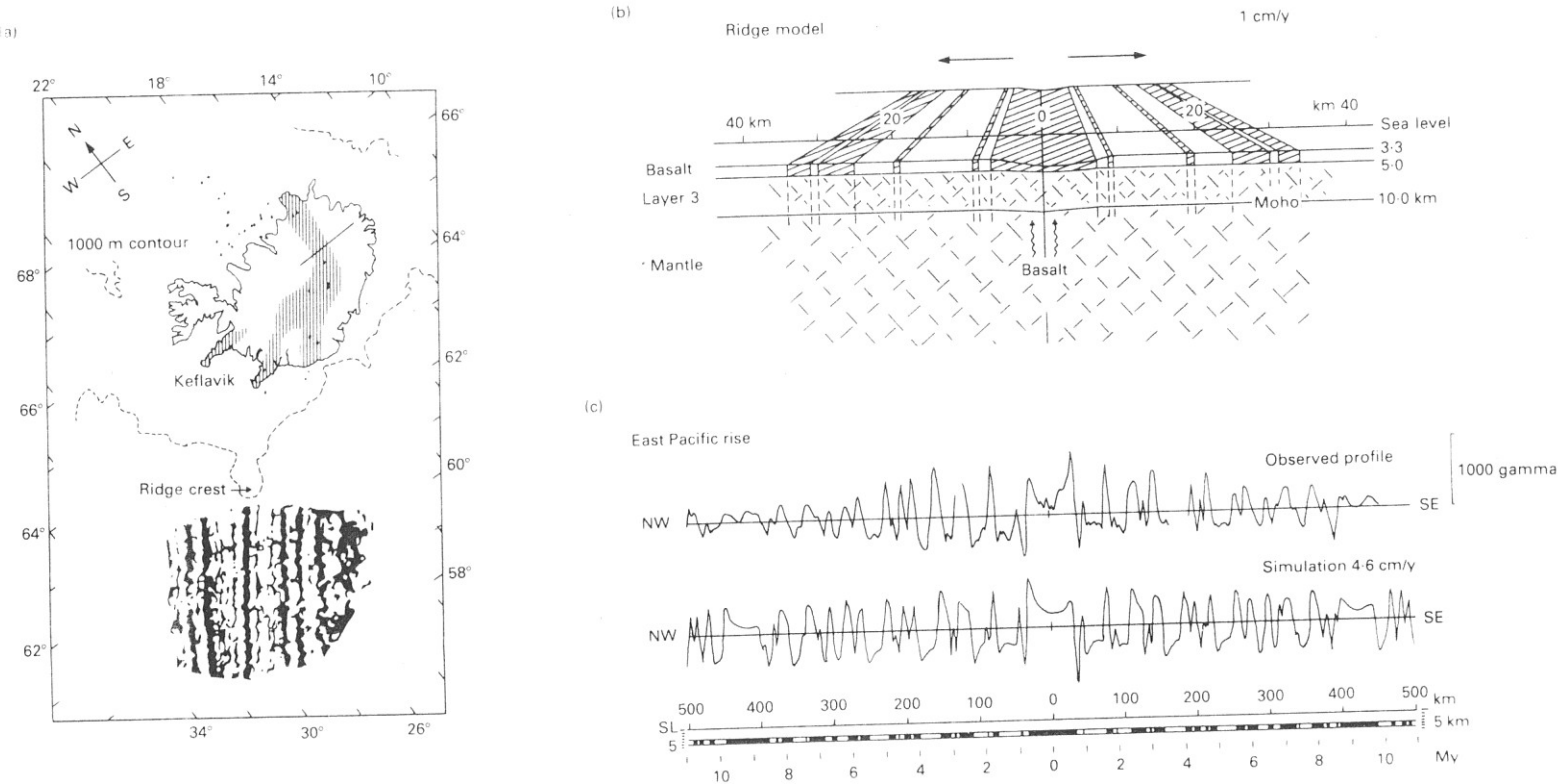 (a)
22° 18° 14° 10°
66°
64°
62°
60°
58°
68°
66°
64°
62°
34° 30° 26°
N
E
W
S
1000 m contour
Keflavik
Ridge crest
(b)
Ridge model
1 cm/y
40 km 20 0 20 km 40
Sea level
3·3
5·0
Basalt
Layer 3
Moho 10·0 km
Mantle
Basalt
(c)
East Pacific rise
Observed profile
1000 gamma
NW SE
Simulation 4·6 cm/y
NW SE
500 400 300 200 100 0 100 200 300 400 500 km
SL
5 5 km
10 8 6 4 2 0 2 4 6 8 10 My